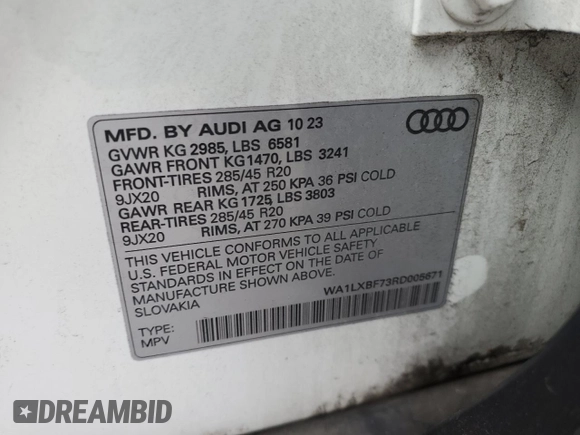 MFD. BY AUDI AG 10 23
GVWR KG 2985, LBS 6581
GAWR FRONT KG1470, LBS 3241
FRONT-TIRES 285/45 R20
9JX20 RIMS, AT 250 KPA 36 PSI COLD
GAWR REAR KG 1725, LBS 3803
REAR-TIRES 285/45 R20
9JX20 RIMS, AT 270 KPA 39 PSI COLD
THIS VEHICLE CONFORMS TO ALL APPLICABLE
U.S. FEDERAL MOTOR VEHICLE SAFETY
STANDARDS IN EFFECT ON THE DATE OF
MANUFACTURE SHOWN ABOVE.
SLOVAKIA
WA1LXBF73RD005671
TYPE:
MPV
DREAMBID